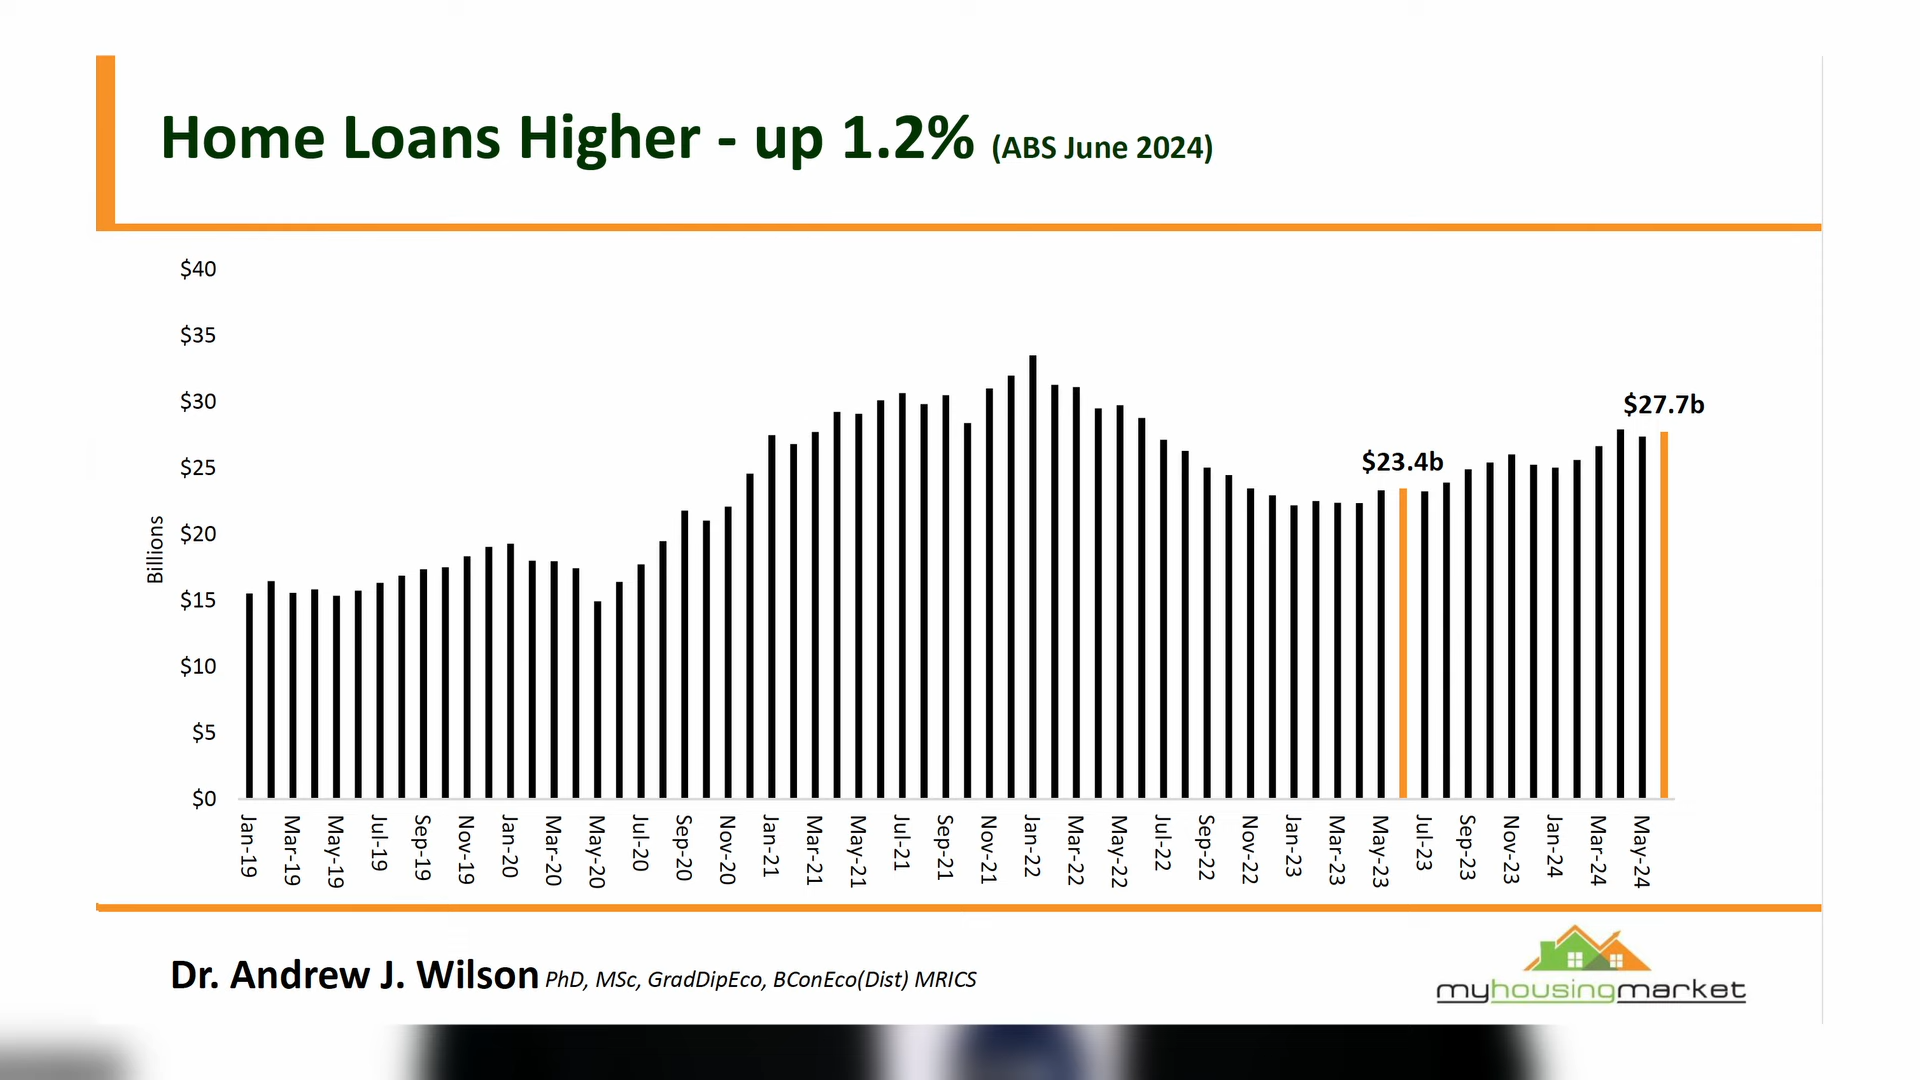 Home Loans Higher - up 1.2% (ABS June 2024)
$40
$35
$30
$25
$20
$15
$10
$5
$0
Billions
$23.4b
$27.7b
Jan-19
Mar-19
May-19
Jul-19
Sep-19
Nov-19
Jan-20
Mar-20
May-20
Jul-20
Sep-20
Nov-20
Jan-21
Mar-21
May-21
Jul-21
Sep-21
Nov-21
Jan-22
Mar-22
May-22
Jul-22
Sep-22
Nov-22
Jan-23
Mar-23
May-23
Jul-23
Sep-23
Nov-23
Jan-24
Mar-24
May-24
Dr. Andrew J. Wilson PhD, MSc, GradDipEco, BConEco(Dist) MRICS
myhousingmarket